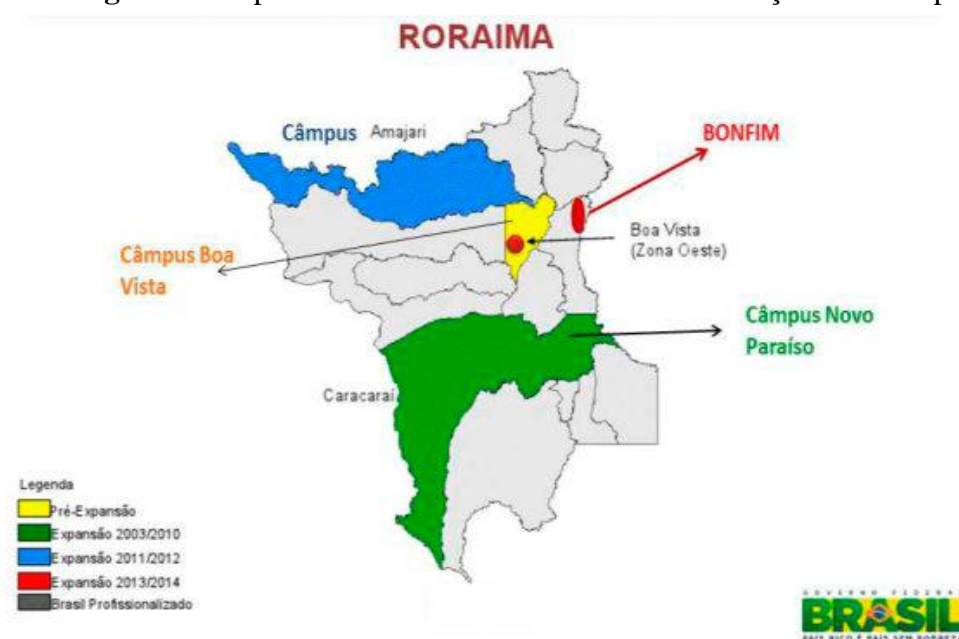 RORAIMA
Câmpus Amajari
BONFIM
Boa Vista
(Zona Oeste)
Câmpus Boa
Vista
Câmpus Novo
Paraíso
Caracaraí
Legenda
Pré-Expansão
Expansão 2003/2010
Expansão 2011/2012
Expansão 2013/2014
Brasil Profissionalizado
BRASIL